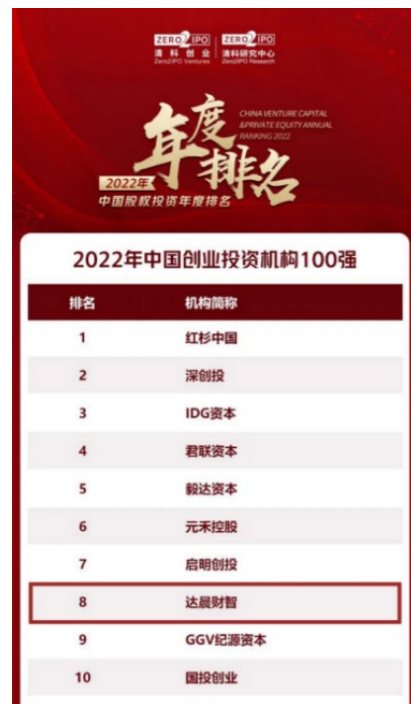 ZERO2IPO ZERO2IPO
清科创业 清科研究中心
Zero2IPO Ventures Zero2IPO Research
年度排名
CHINA VENTURE CAPITAL
&PRIVATE EQUITY ANNUAL
RANKING 2022
2022年
中国股权投资年度排名
2022年中国创业投资机构100强
排名 机构简称
1 红杉中国
2 深创投
3 IDG资本
4 君联资本
5 毅达资本
6 元禾控股
7 启明创投
8 达晨财智
9 GGV纪源资本
10 国投创业